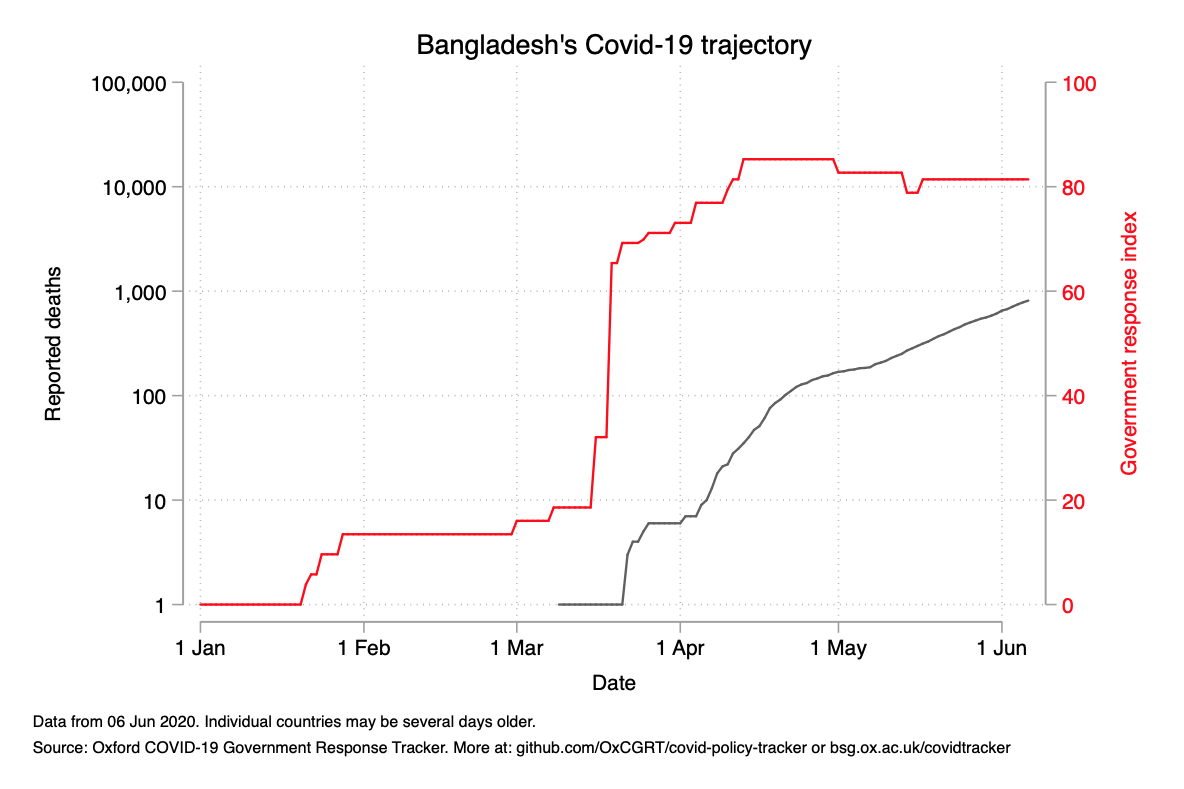 Bangladesh's Covid-19 trajectory
100,000
10,000
1,000
100
10
1
Reported deaths
100
80
60
40
20
0
Government response index
1 Jan 1 Feb 1 Mar 1 Apr 1 May 1 Jun
Date
Data from 06 Jun 2020. Individual countries may be several days older.
Source: Oxford COVID-19 Government Response Tracker. More at: github.com/OxCGRT/covid-policy-tracker or bsg.ox.ac.uk/covidtracker